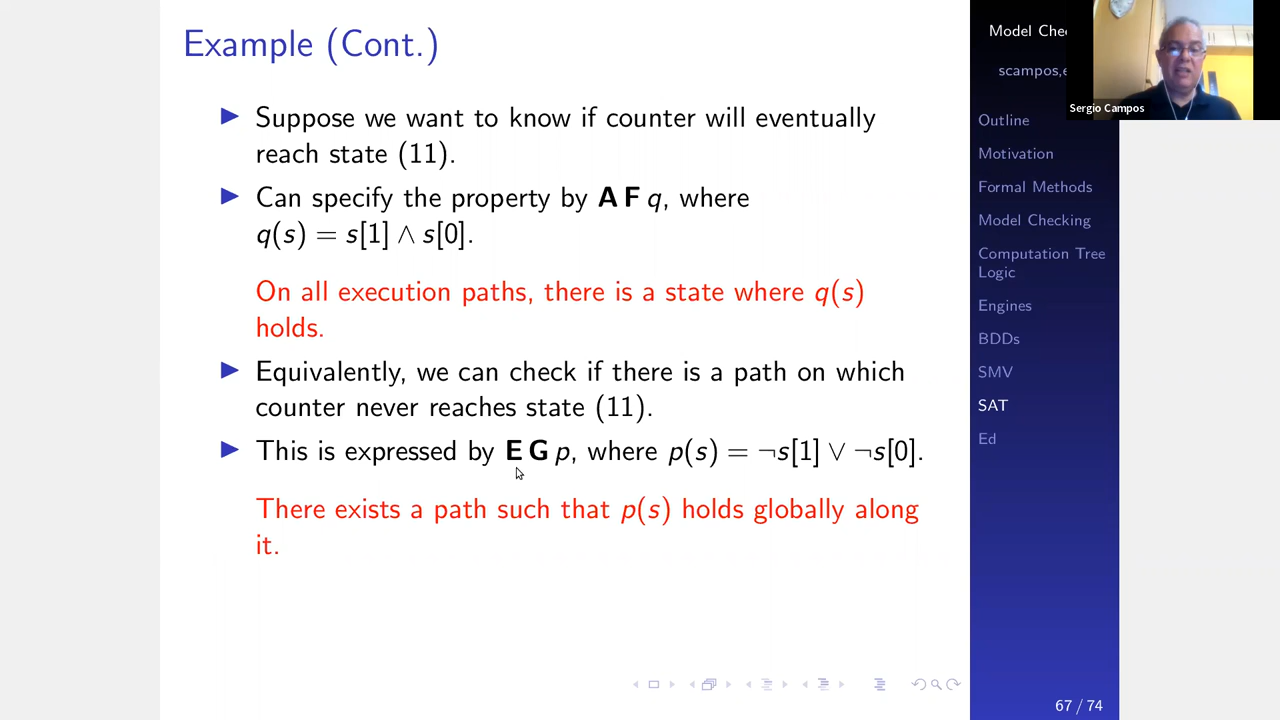 Example (Cont.)
Suppose we want to know if counter will eventually
reach state (11).
Can specify the property by A F q, where
q(s) = s[1] ∧ s[0].
On all execution paths, there is a state where q(s)
holds.
Equivalently, we can check if there is a path on which
counter never reaches state (11).
This is expressed by E G p, where p(s) = ¬s[1] ∨ ¬s[0].
There exists a path such that p(s) holds globally along
it.
Model Che
scampos,e
Sergio Campos
Outline
Motivation
Formal Methods
Model Checking
Computation Tree
Logic
Engines
BDDs
SMV
SAT
Ed
67 / 74